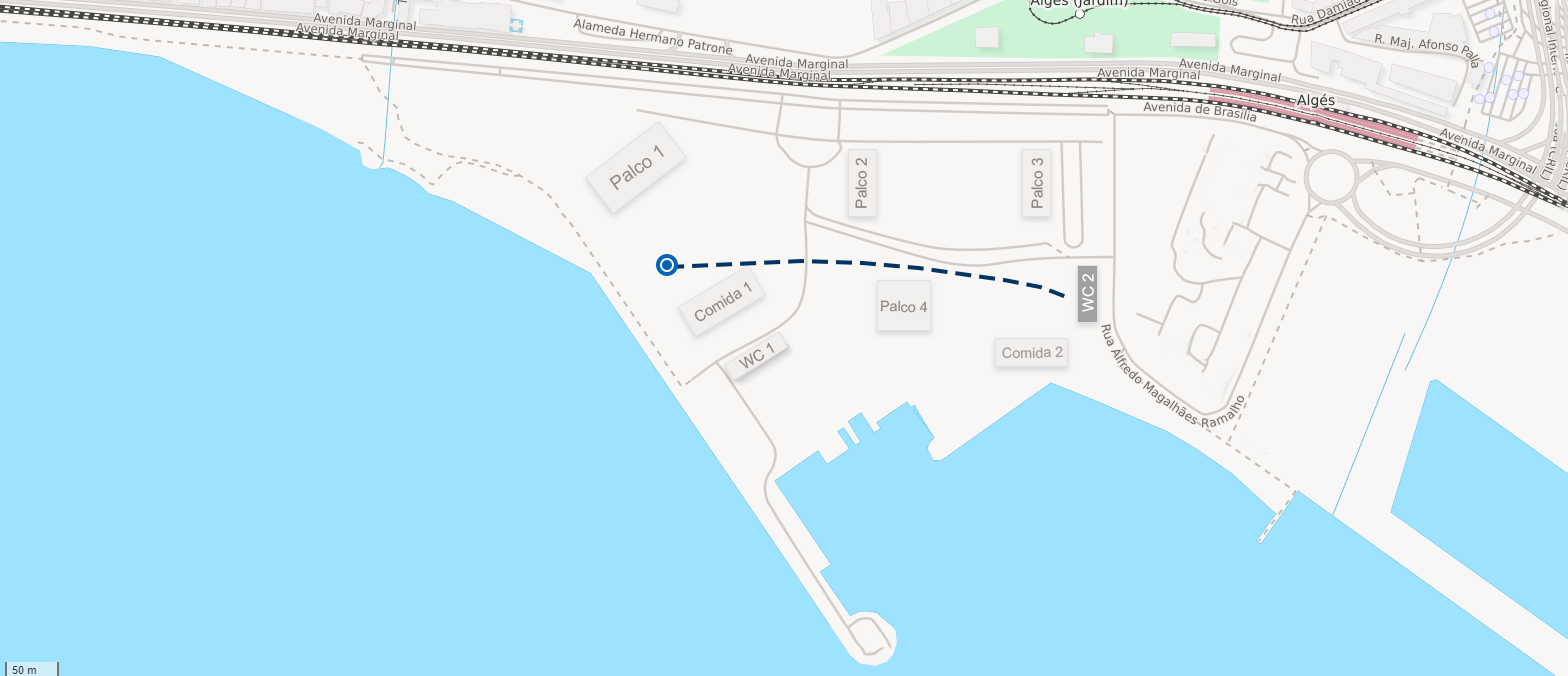 Algés (Jardim)
Rua Damião
Avenida Marginal
Avenida Marginal
Alameda Hermano Patrone
R. Maj. Afonso Pala
Avenida Marginal
Avenida Marginal
Avenida Marginal
Avenida Marginal
Algés
Avenida de Brasília
Avenida Marginal
Palco 1
Palco 2
Palco 3
Comida 1
Palco 4
WC 2
WC 1
Comida 2
Rua Alfredo Magalhães Ramalho
50 m